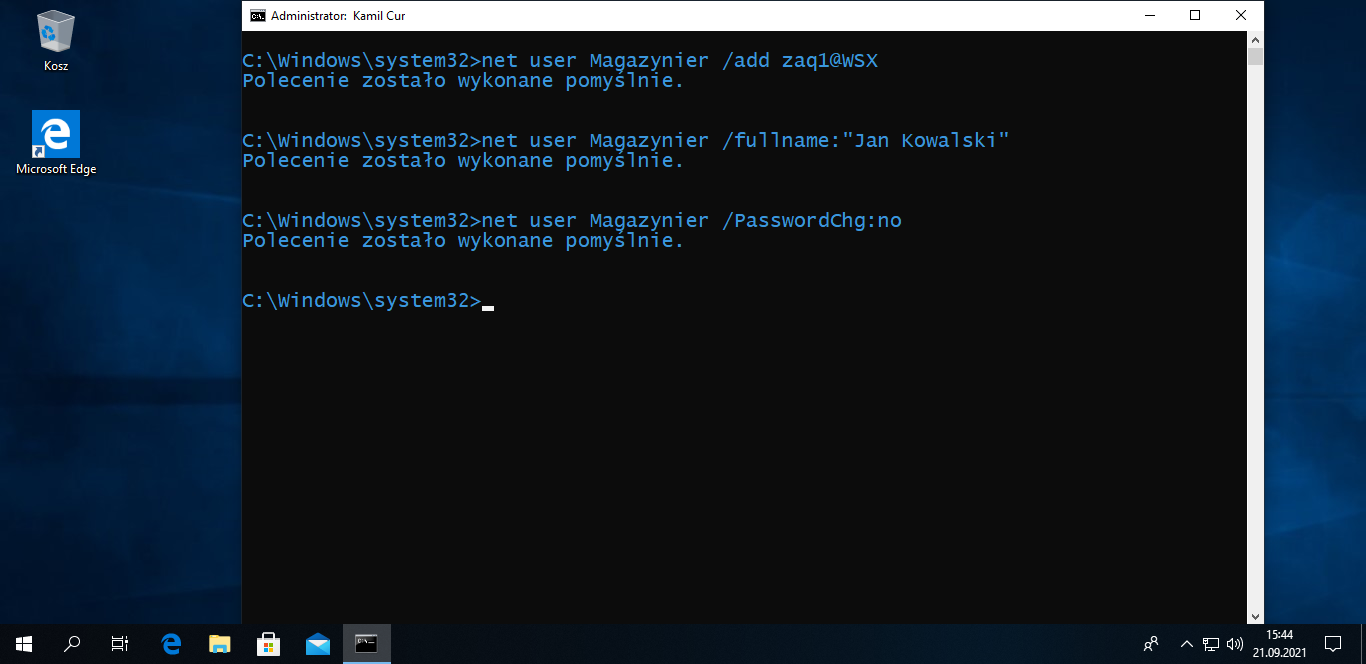 Kosz
Microsoft Edge
Administrator: Kamil Cur
C:\Windows\system32>net user Magazynier /add zaq1@WSX
Polecenie zostało wykonane pomyślnie.
C:\Windows\system32>net user Magazynier /fullname:"Jan Kowalski"
Polecenie zostało wykonane pomyślnie.
C:\Windows\system32>net user Magazynier /PasswordChg:no
Polecenie zostało wykonane pomyślnie.
C:\Windows\system32>
15:44
21.09.2021